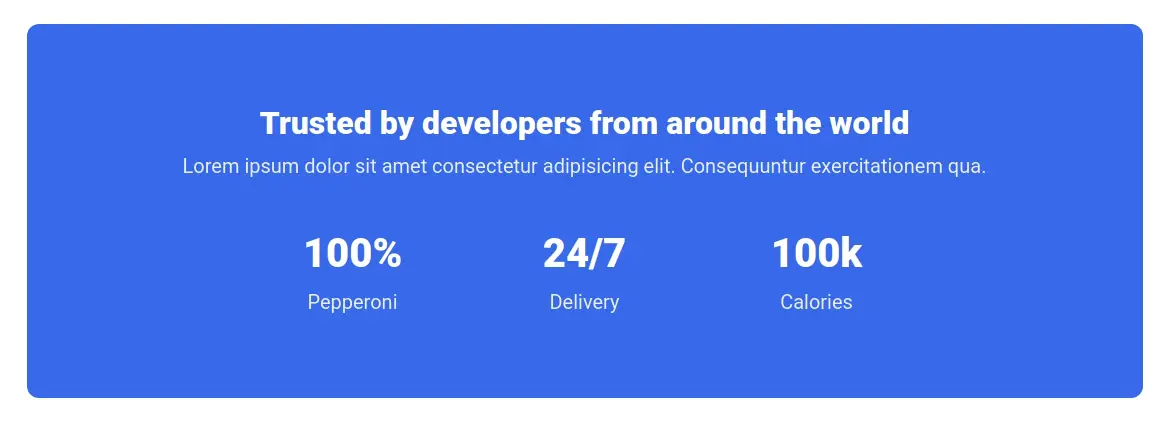 Trusted by developers from around the world
Lorem ipsum dolor sit amet consectetur adipisicing elit. Consequuntur exercitationem qua.
100% 24/7 100k
Pepperoni Delivery Calories